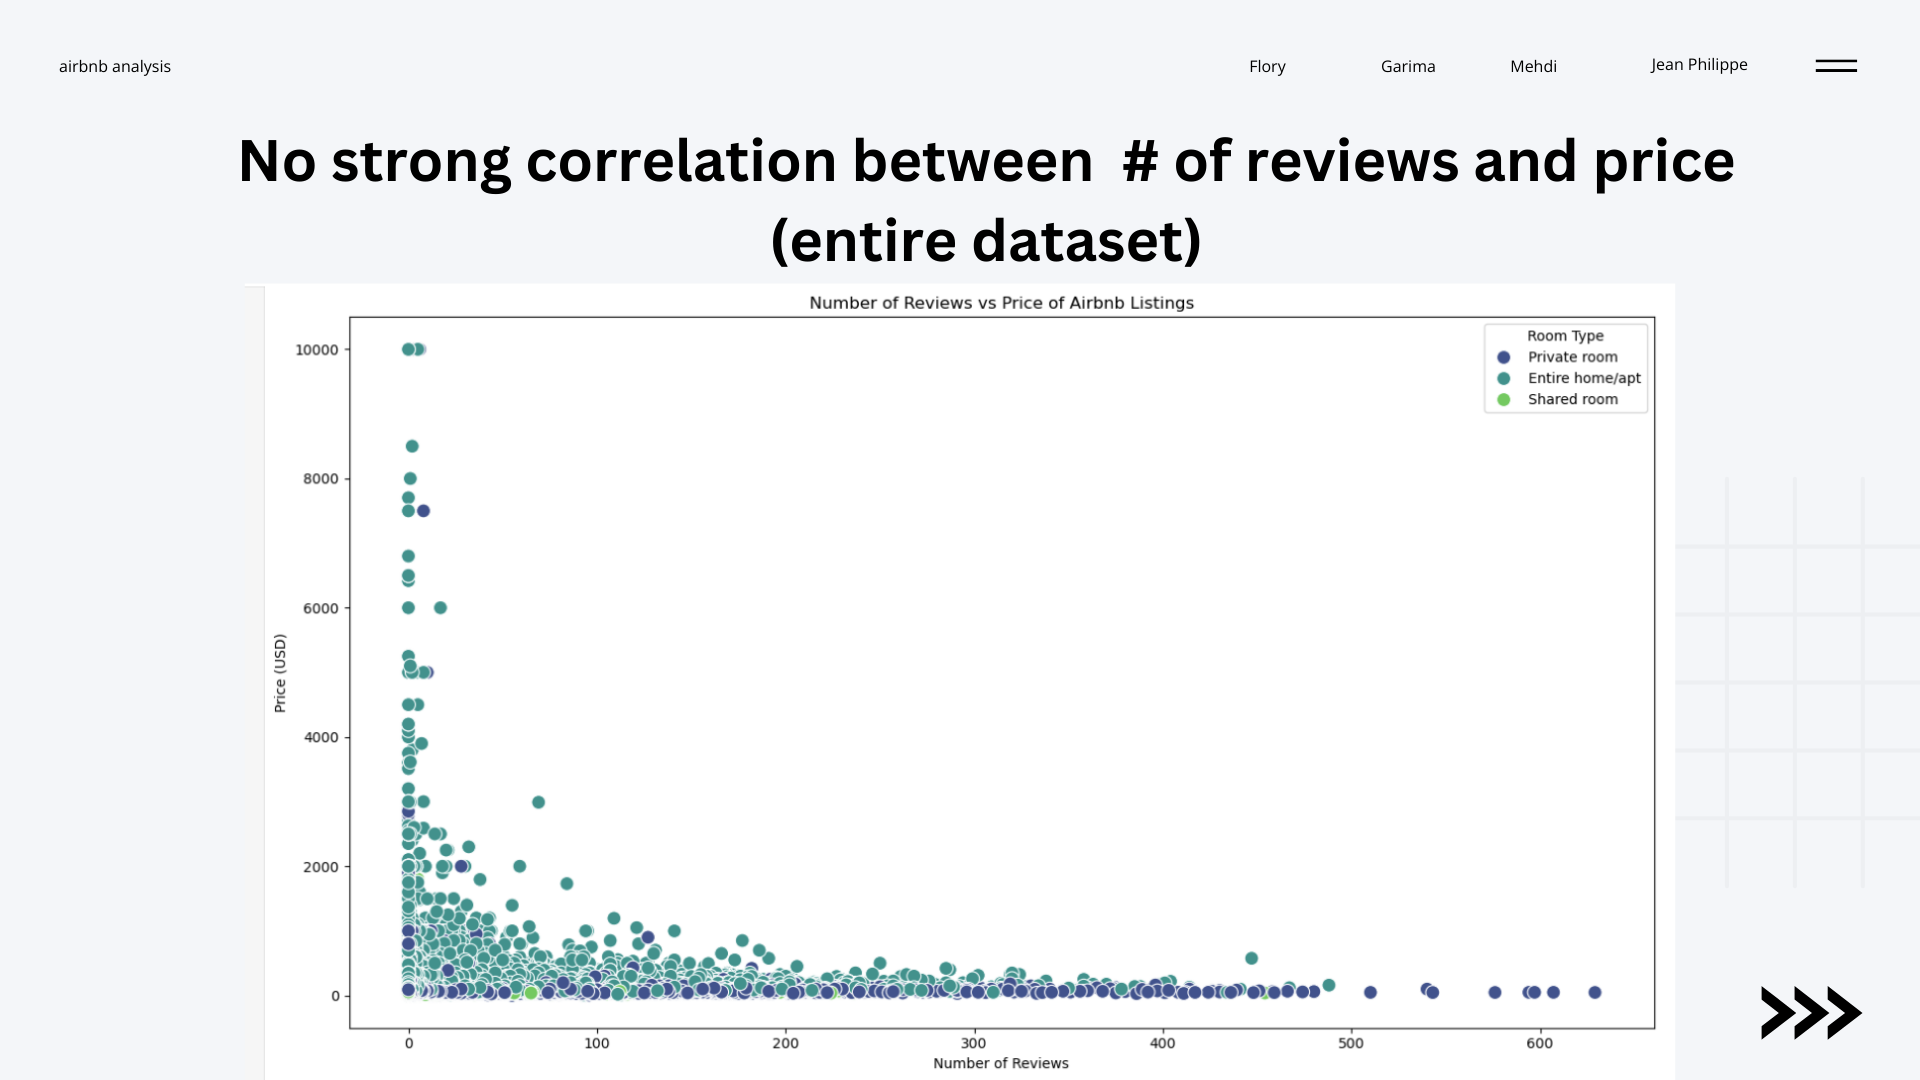 airbnb analysis
Flory
Garima
Mehdi
Jean Philippe
No strong correlation between # of reviews and price
(entire dataset)
Number of Reviews vs Price of Airbnb Listings
Room Type
Private room
Entire home/apt
Shared room
10000
8000
6000
4000
2000
0
Price (USD)
0
100
200
300
400
500
600
Number of Reviews